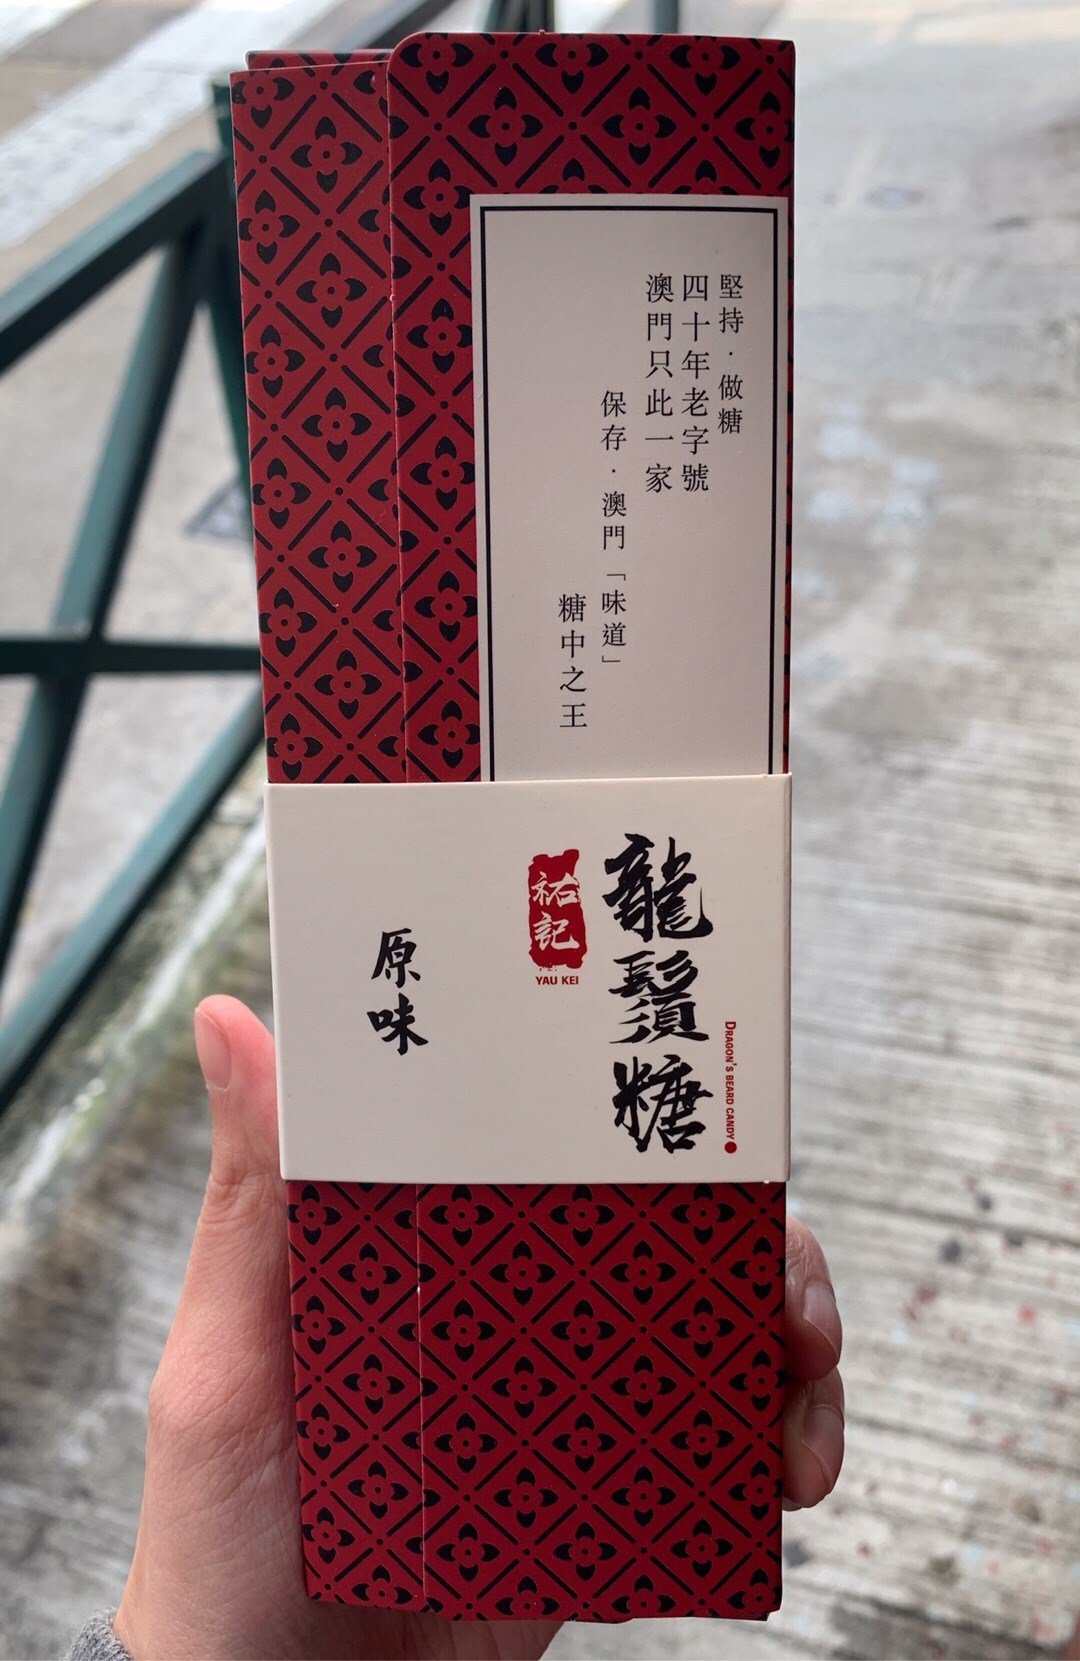 堅持·做糖
四十年老字號
澳門只此一家
保存·澳門「味道」
糖中之王
DRAGON'S BEARD CANDY
龍鬚糖
祐記
YAU KEI
原味